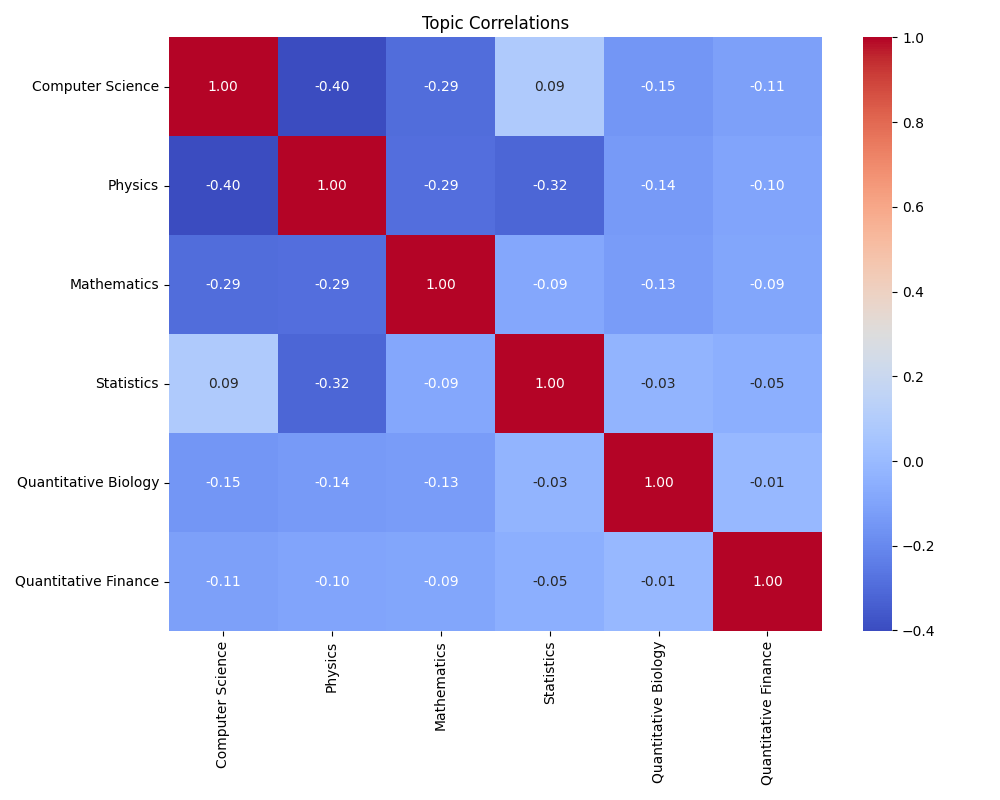 Topic Correlations
Computer Science 1.00 -0.40 -0.29 0.09 -0.15 -0.11
Physics -0.40 1.00 -0.29 -0.32 -0.14 -0.10
Mathematics -0.29 -0.29 1.00 -0.09 -0.13 -0.09
Statistics 0.09 -0.32 -0.09 1.00 -0.03 -0.05
Quantitative Biology -0.15 -0.14 -0.13 -0.03 1.00 -0.01
Quantitative Finance -0.11 -0.10 -0.09 -0.05 -0.01 1.00
Computer Science
Physics
Mathematics
Statistics
Quantitative Biology
Quantitative Finance
1.0
0.8
0.6
0.4
0.2
0.0
−0.2
−0.4